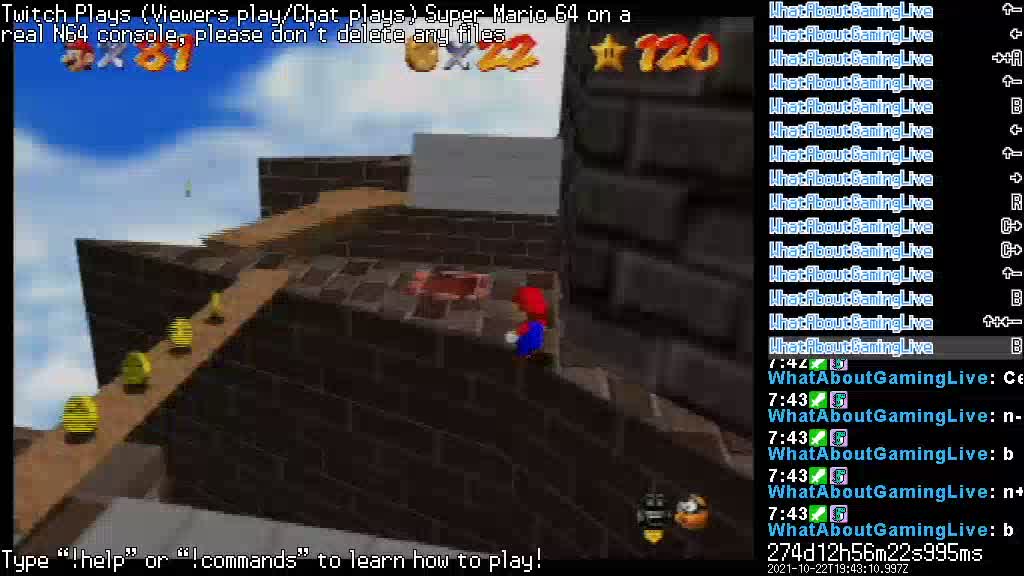 Twitch Plays (Viewers play/Chat plays) Super Mario 64 on a
real N64 console, please don't delete any files
× 81
× 22
120
WhatAboutGamingLive ↑-
WhatAboutGamingLive ←
WhatAboutGamingLive →+A
WhatAboutGamingLive ↑-
WhatAboutGamingLive B
WhatAboutGamingLive ←
WhatAboutGamingLive ↑-
WhatAboutGamingLive →
WhatAboutGamingLive R
WhatAboutGamingLive C→
WhatAboutGamingLive C→
WhatAboutGamingLive ↑-
WhatAboutGamingLive B
WhatAboutGamingLive ↑+←-
WhatAboutGamingLive B
7:42
WhatAboutGamingLive: Ce
7:43
WhatAboutGamingLive: n-
7:43
WhatAboutGamingLive: b
7:43
WhatAboutGamingLive: n+
7:43
WhatAboutGamingLive: b
Type “!help” or “!commands” to learn how to play!
274d12h56m22s995ms
2021-10-22T19:43:10.997Z